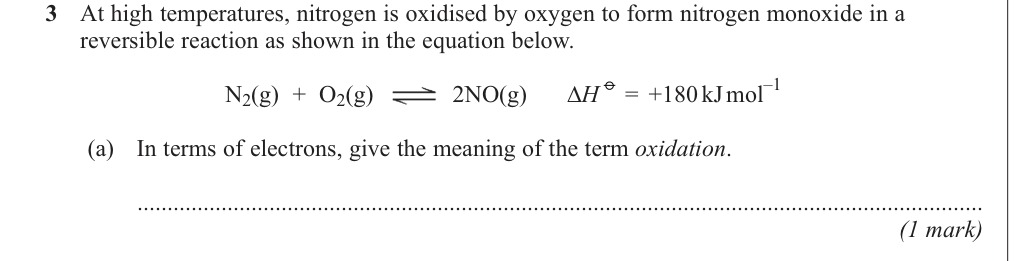 3 At high temperatures, nitrogen is oxidised by oxygen to form nitrogen monoxide in a
reversible reaction as shown in the equation below.
N₂(g) + O₂(g) ⇌ 2NO(g) ΔH⦵ = +180 kJ mol⁻¹
(a) In terms of electrons, give the meaning of the term oxidation.
(1 mark)